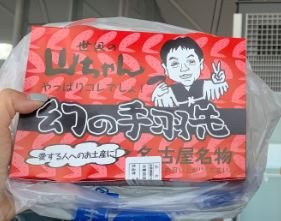 世界の
山ちゃん
やっぱりコレでしょ!
幻の手羽先
愛する人へのお土産に!
名古屋名物